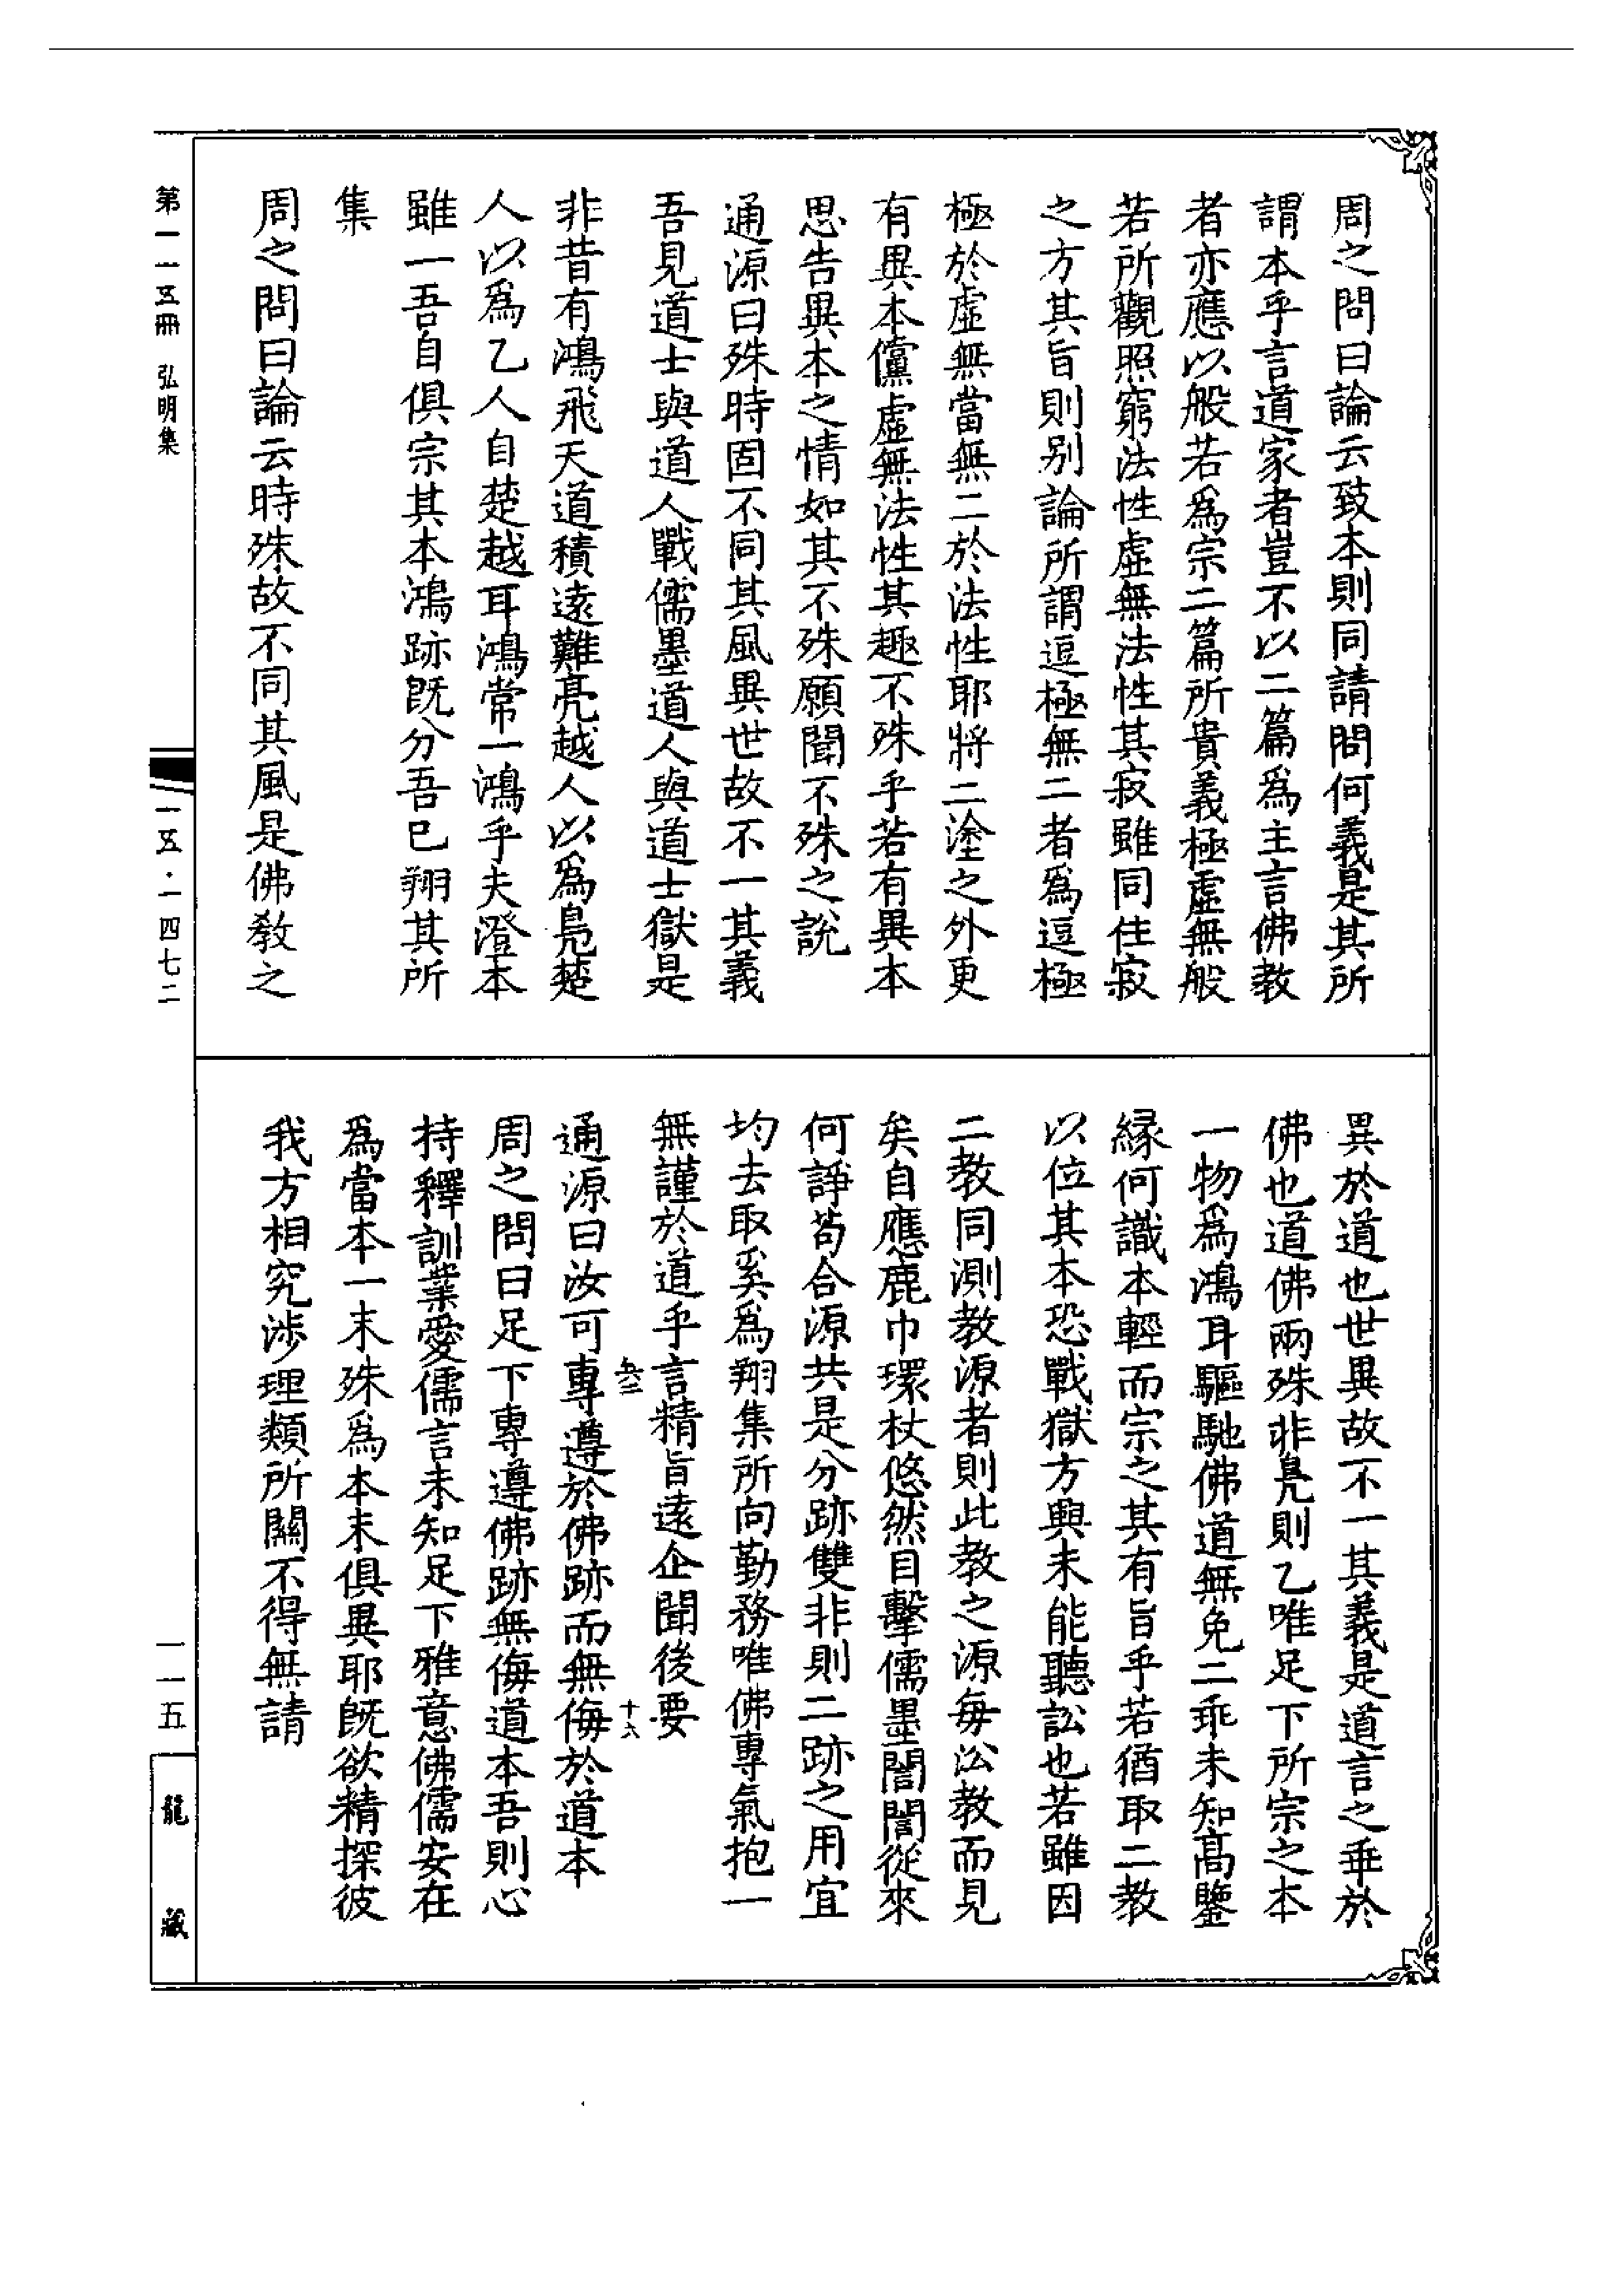 周之問曰論云致本則同請問何義是其所
謂本乎言道家者豈不以二篇爲主言佛教
者亦應以般若爲宗二篇所貴義極虛無般
若所觀照窮法性虛無法性其寂雖同住寂
之方其旨則别論所謂逗極無二者爲逗極
極於虛無當無二於法性耶將二塗之外更
有異本儻虛無法性其趣不殊乎若有異本
思告異本之情如其不殊願聞不殊之說
通源曰殊時固不同其風異世故不一其義
吾見道士與道人戰儒墨道人與道士獄是
非昔有鴻飛天道積遠難亮越人以爲鳧楚
人以爲乙人自楚越耳鴻常一鴻乎夫澄本
雖一吾自俱宗其本鴻跡既分吾已翔其所
集
周之問曰論云時殊故不同其風是佛教之
異於道也世異故不一其義是道言之乖於
佛也道佛兩殊非鳧則乙唯足下所宗之本
一物爲鴻耳驅馳佛道無免二乖未知高鑒
緣何識本輕而宗之其有旨乎若猶取二教
以位其本恐戰獄方興未能聽訟也若雖因
二教同測教源者則此教之源每沿教而見
矣自應鹿巾環杖悠然目擊儒墨誾誾從來
何諍苟合源共是分跡雙非則二跡之用宜
均去取奚爲翔集所向勤務唯佛專氣抱一
無謹於道乎言精旨遠企聞後要
通源曰汝可專遵於佛跡而無侮於道本
十六
周之問曰足下專遵佛跡無侮道本吾則心
持釋訓業愛儒言未知足下雅意佛儒安在
爲當本一末殊爲本末俱異耶既欲精探彼
我方相究涉理類所關不得無請
第一一五冊 弘明集
一五·一四七二
一一五
龍藏